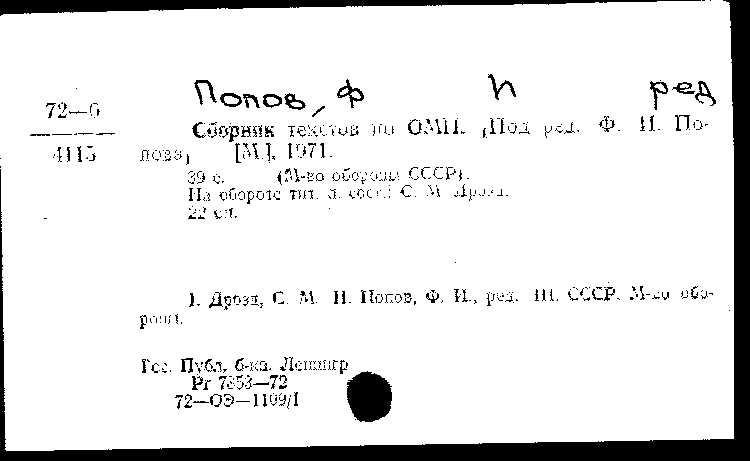 Попов, Ф И ред
72—6
4115
Сборник текстов по ОМП. [Под ред. Ф. И. По-
пова] [М.], 1971.
39 с. (М-во обороны СССР).
На обороте тит. л. сост.: С. М. Дрозд.
22 см.
I. Дрозд, С. М. II. Попов, Ф. И., ред. III. СССР. М-во обо-
роны.
Гос. Публ. б-ка. Ленингр
Рг 7353—72
72—ОЭ—1109/I